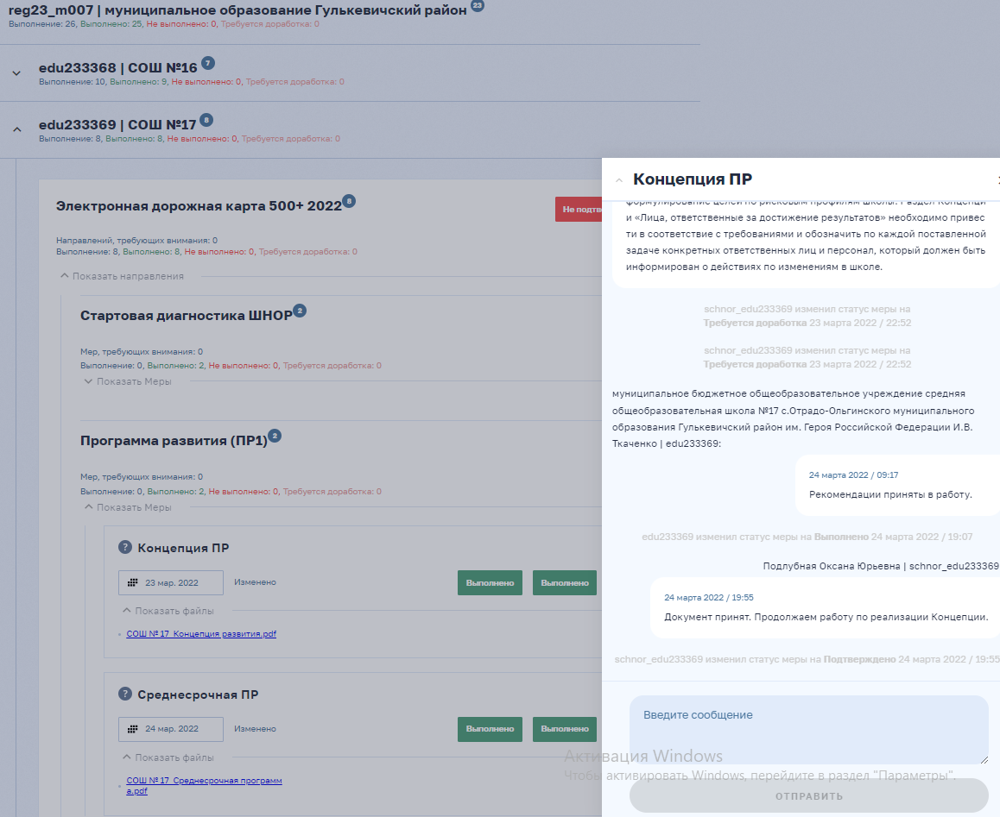 reg23_m007 | муниципальное образование Гулькевичский район 23
Выполнение: 26, Выполнено: 25, Не выполнено: 0, Требуется доработка: 0
edu233368 | СОШ №16 7
Выполнение: 10, Выполнено: 9, Не выполнено: 0, Требуется доработка: 0
edu233369 | СОШ №17 8
Выполнение: 8, Выполнено: 8, Не выполнено: 0, Требуется доработка: 0
Электронная дорожная карта 500+ 2022 8
Не подтв
Направлений, требующих внимания: 0
Выполнение: 8, Выполнено: 8, Не выполнено: 0, Требуется доработка: 0
Показать направления
Стартовая диагностика ШНОР 2
Мер, требующих внимания: 0
Выполнение: 0, Выполнено: 2, Не выполнено: 0, Требуется доработка: 0
Показать Меры
Программа развития (ПР1) 2
Мер, требующих внимания: 0
Выполнение: 0, Выполнено: 2, Не выполнено: 0, Требуется доработка: 0
Показать Меры
? Концепция ПР
23 мар. 2022 Изменено Выполнено Выполнено
Показать файлы
СОШ № 17_Концепция развития.pdf
? Среднесрочная ПР
24 мар. 2022 Изменено Выполнено Выполнено
Показать файлы
СОШ № 17_Среднесрочная программ
а.pdf
Концепция ПР
формулирование целей по рисковым профилям школы. Раздел Концепци
и «Лица, ответственные за достижение результатов» необходимо привес
ти в соответствие с требованиями и обозначить по каждой поставленной
задаче конкретных ответственных лиц и персонал, который должен быть
информирован о действиях по изменениям в школе.
schnor_edu233369 изменил статус меры на
Требуется доработка 23 марта 2022 / 22:52
schnor_edu233369 изменил статус меры на
Требуется доработка 23 марта 2022 / 22:52
муниципальное бюджетное общеобразовательное учреждение средняя
общеобразовательная школа №17 с.Отрадо-Ольгинского муниципального
образования Гулькевичский район им. Героя Российской Федерации И.В.
Ткаченко | edu233369:
24 марта 2022 / 09:17
Рекомендации приняты в работу.
edu233369 изменил статус меры на Выполнено 24 марта 2022 / 19:07
Подлубная Оксана Юрьевна | schnor_edu233369
24 марта 2022 / 19:55
Документ принят. Продолжаем работу по реализации Концепции.
schnor_edu233369 изменил статус меры на Подтверждено 24 марта 2022 / 19:55
Введите сообщение
Активация Windows
Чтобы активировать Windows, перейдите в раздел "Параметры".
ОТПРАВИТЬ